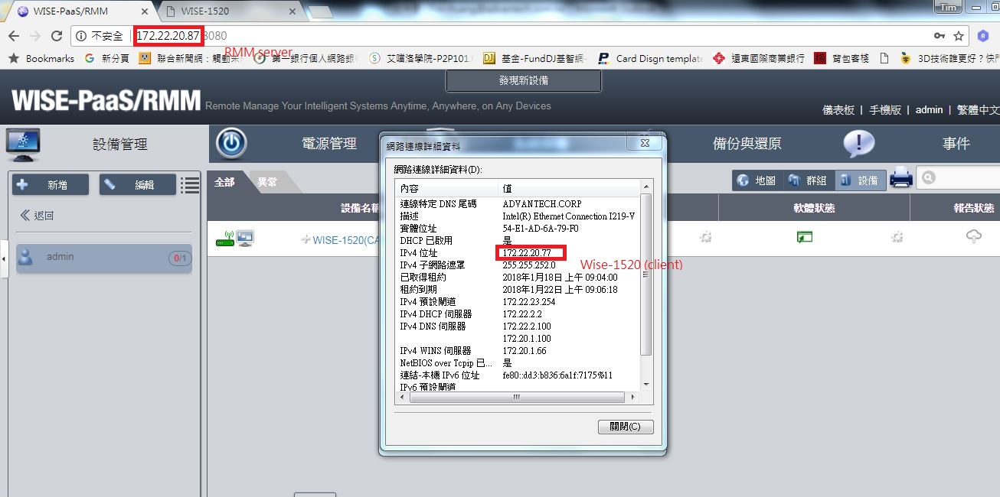 WISE-PaaS/RMM
WISE-1520
Tim
不安全
172.22.20.87:8080
RMM server
Bookmarks
新分頁
聯合新聞網：觸動未
第一銀行個人網路銀
艾噹洛學院-P2P101.
基金-FundDJ基智網-
Card Disgn template
遠東國際商業銀行
背包客棧
3D技術誰更好？快
發現新設備
WISE-PaaS/RMM
Remote Manage Your Intelligent Systems Anytime, Anywhere, on Any Devices
儀表板 | 手機版 | admin | 繁體中文
設備管理
電源管理
備份與還原
事件
新增
編輯
返回
admin
0/1
全部
異常
地圖
群組
設備
設備名稱
軟體狀態
報告狀態
WISE-1520(CA
網路連線詳細資料
網路連線詳細資料(D):
內容 值
連線特定 DNS 尾碼 ADVANTECH.CORP
描述 Intel(R) Ethernet Connection I219-V
實體位址 54-E1-AD-6A-79-F0
DHCP 已啟用 是
IPv4 位址 172.22.20.77
Wise-1520 (client)
IPv4 子網路遮罩 255.255.252.0
已取得租約 2018年1月18日 上午 09:04:00
租約到期 2018年1月22日 上午 09:06:18
IPv4 預設閘道 172.22.23.254
IPv4 DHCP 伺服器 172.22.2.2
IPv4 DNS 伺服器 172.22.2.100
172.20.1.100
IPv4 WINS 伺服器 172.20.1.66
NetBIOS over Tcpip 已... 是
連結-本機 IPv6 位址 fe80::dd:3:b836:6a1f:7175%11
IPv6 預設閘道
關閉(C)